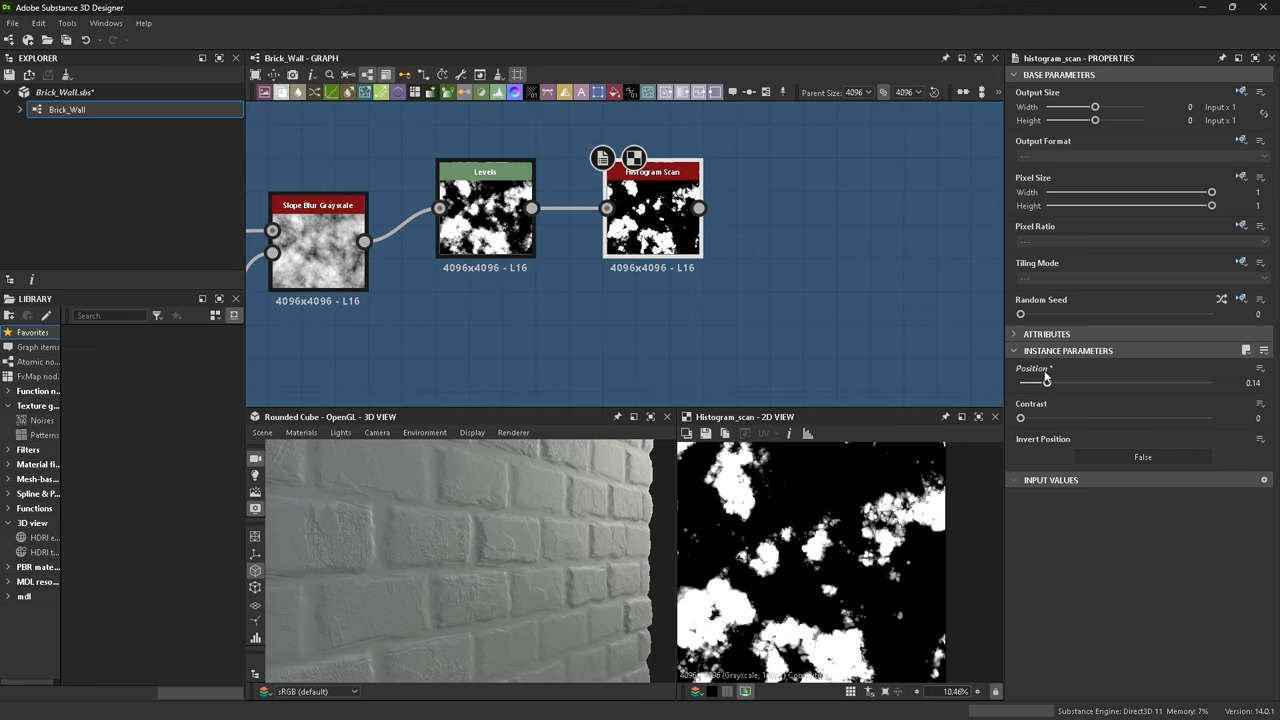 Adobe Substance 3D Designer
File Edit Tools Windows Help
EXPLORER
Brick_Wall.sbs*
Brick_Wall
LIBRARY
Search
Favorites
Graph items
Atomic no...
FxMap nod...
Function n...
Texture g...
Noises
Patterns
Filters
Material fi...
Mesh-bas...
Spline & P...
Functions
3D view
HDRI e...
HDRI t...
PBR mate...
MDL reso...
mdl
Brick_Wall - GRAPH
Parent Size: 4096 4096
Slope Blur Grayscale
4096x4096 - L16
Levels
4096x4096 - L16
Histogram Scan
4096x4096 - L16
Rounded Cube - OpenGL - 3D VIEW
Scene Materials Lights Camera Environment Display Renderer
sRGB (default)
Histogram_scan - 2D VIEW
UV
10.46%
histogram_scan - PROPERTIES
BASE PARAMETERS
Output Size
Width 0 Input x 1
Height 0 Input x 1
Output Format
---
Pixel Size
Width 1
Height 1
Pixel Ratio
---
Tiling Mode
---
Random Seed
0
ATTRIBUTES
INSTANCE PARAMETERS
Position *
0.14
Contrast
0
Invert Position
False
INPUT VALUES
Substance Engine: Direct3D 11 Memory: 7% Version: 14.0.1